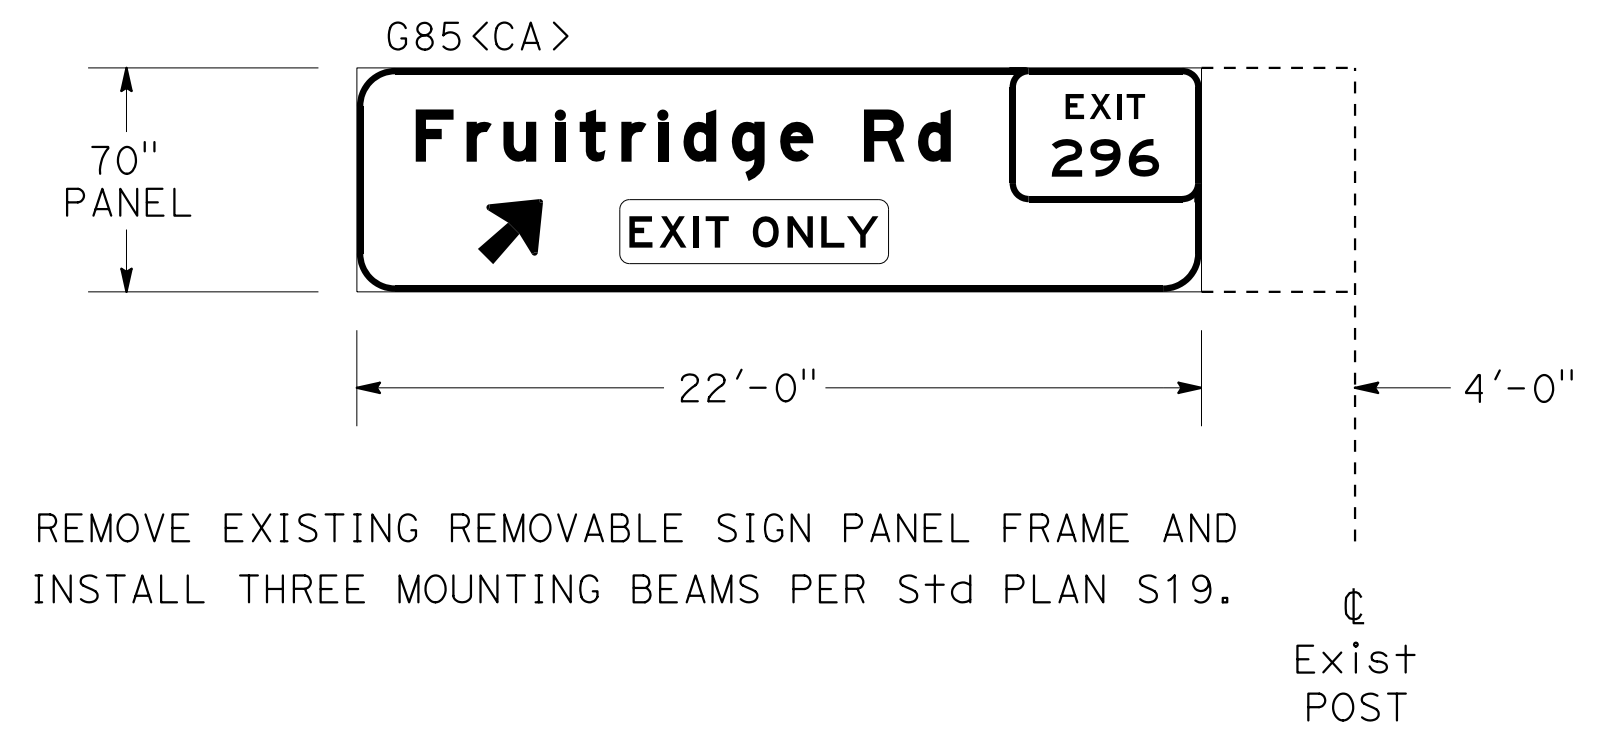 G85<CA>
70"
PANEL
Fruitridge Rd
EXIT
296
EXIT ONLY
22'-0"
4'-0"
REMOVE EXISTING REMOVABLE SIGN PANEL FRAME AND
INSTALL THREE MOUNTING BEAMS PER Std PLAN S19.
℄
Exist
POST